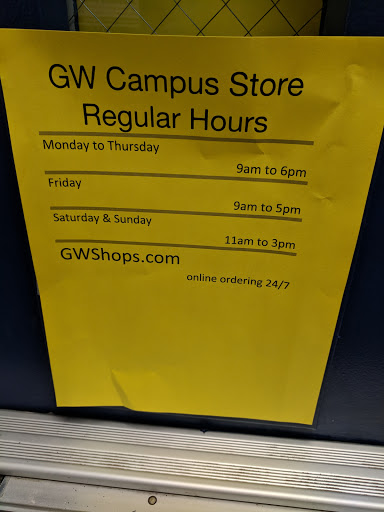 GW Campus Store
Regular Hours
Monday to Thursday
9am to 6pm
Friday
9am to 5pm
Saturday & Sunday
11am to 3pm
GWShops.com
online ordering 24/7